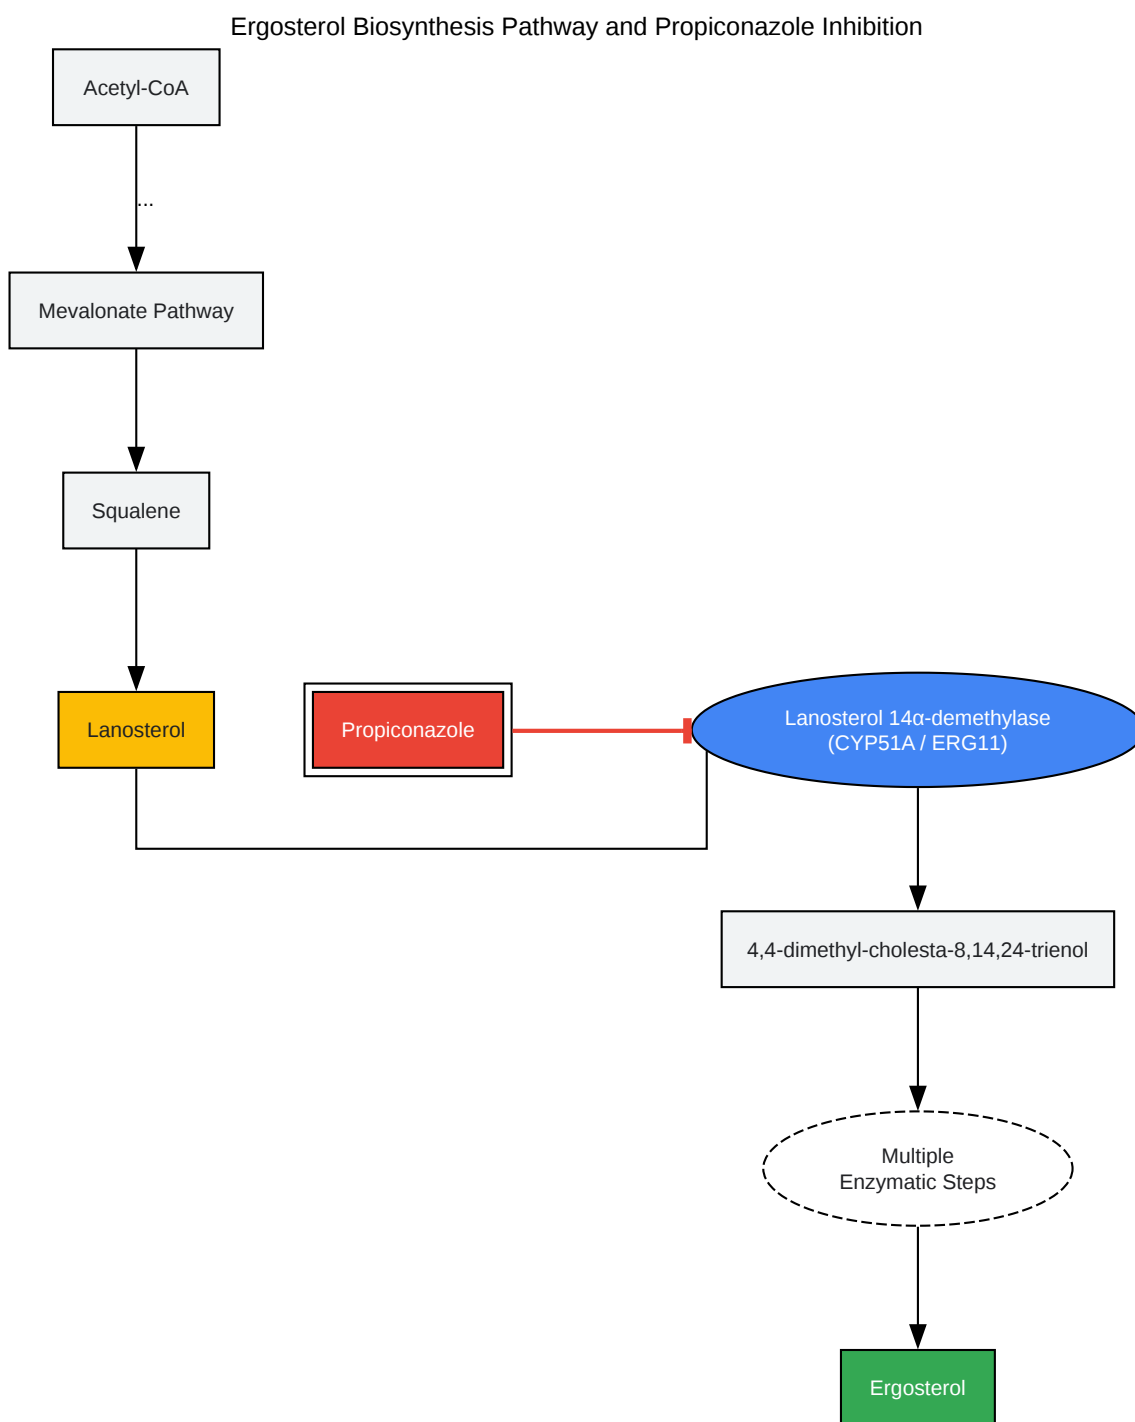 Ergosterol Biosynthesis Pathway and Propiconazole Inhibition
Acetyl-CoA
...
Mevalonate Pathway
Squalene
Lanosterol
Propiconazole
Lanosterol 14α-demethylase
(CYP51A / ERG11)
4,4-dimethyl-cholesta-8,14,24-trienol
Multiple
Enzymatic Steps
Ergosterol